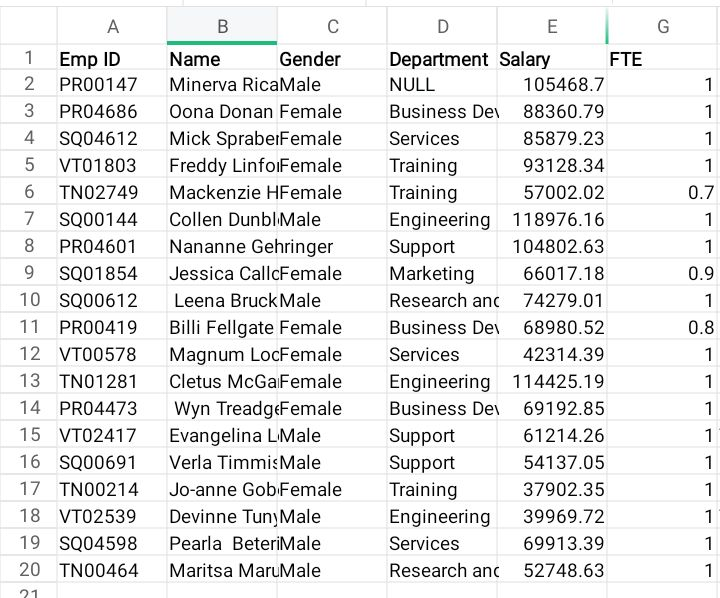 A B C D E G
1 Emp ID Name Gender Department Salary FTE
2 PR00147 Minerva Rica Male NULL 105468.7 1
3 PR04686 Oona Donan Female Business Dev 88360.79 1
4 SQ04612 Mick Spraber Female Services 85879.23 1
5 VT01803 Freddy Linfor Female Training 93128.34 1
6 TN02749 Mackenzie H Female Training 57002.02 0.7
7 SQ00144 Collen Dunbl Male Engineering 118976.16 1
8 PR04601 Nananne Gehringer Support 104802.63 1
9 SQ01854 Jessica Callc Female Marketing 66017.18 0.9
10 SQ00612 Leena Bruck Male Research and 74279.01 1
11 PR00419 Billi Fellgate Female Business Dev 68980.52 0.8
12 VT00578 Magnum Loc Female Services 42314.39 1
13 TN01281 Cletus McGa Female Engineering 114425.19 1
14 PR04473 Wyn Treadge Female Business Dev 69192.85 1
15 VT02417 Evangelina L Male Support 61214.26 1
16 SQ00691 Verla Timmis Male Support 54137.05 1
17 TN00214 Jo-anne Gob Female Training 37902.35 1
18 VT02539 Devinne Tuny Male Engineering 39969.72 1
19 SQ04598 Pearla  Beteri Male Services 69913.39 1
20 TN00464 Maritsa Maru Male Research and 52748.63 1
21